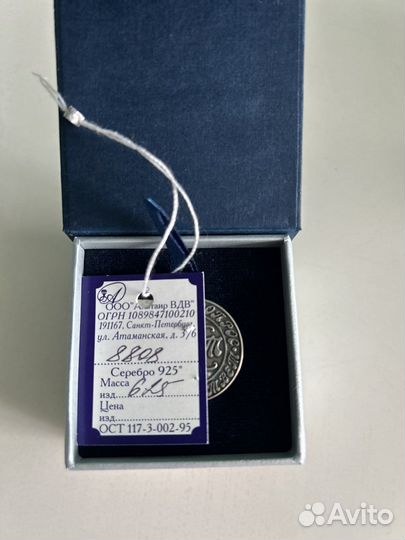 ООО "Альтаир ВДВ"
ОГРН 1089847100210
191167, Санкт-Петербург,
ул. Атаманская, д. 3/6
8808
Серебро 925°
Масса
изд.
Цена
изд.
ОСТ 117-3-002-95
Avito